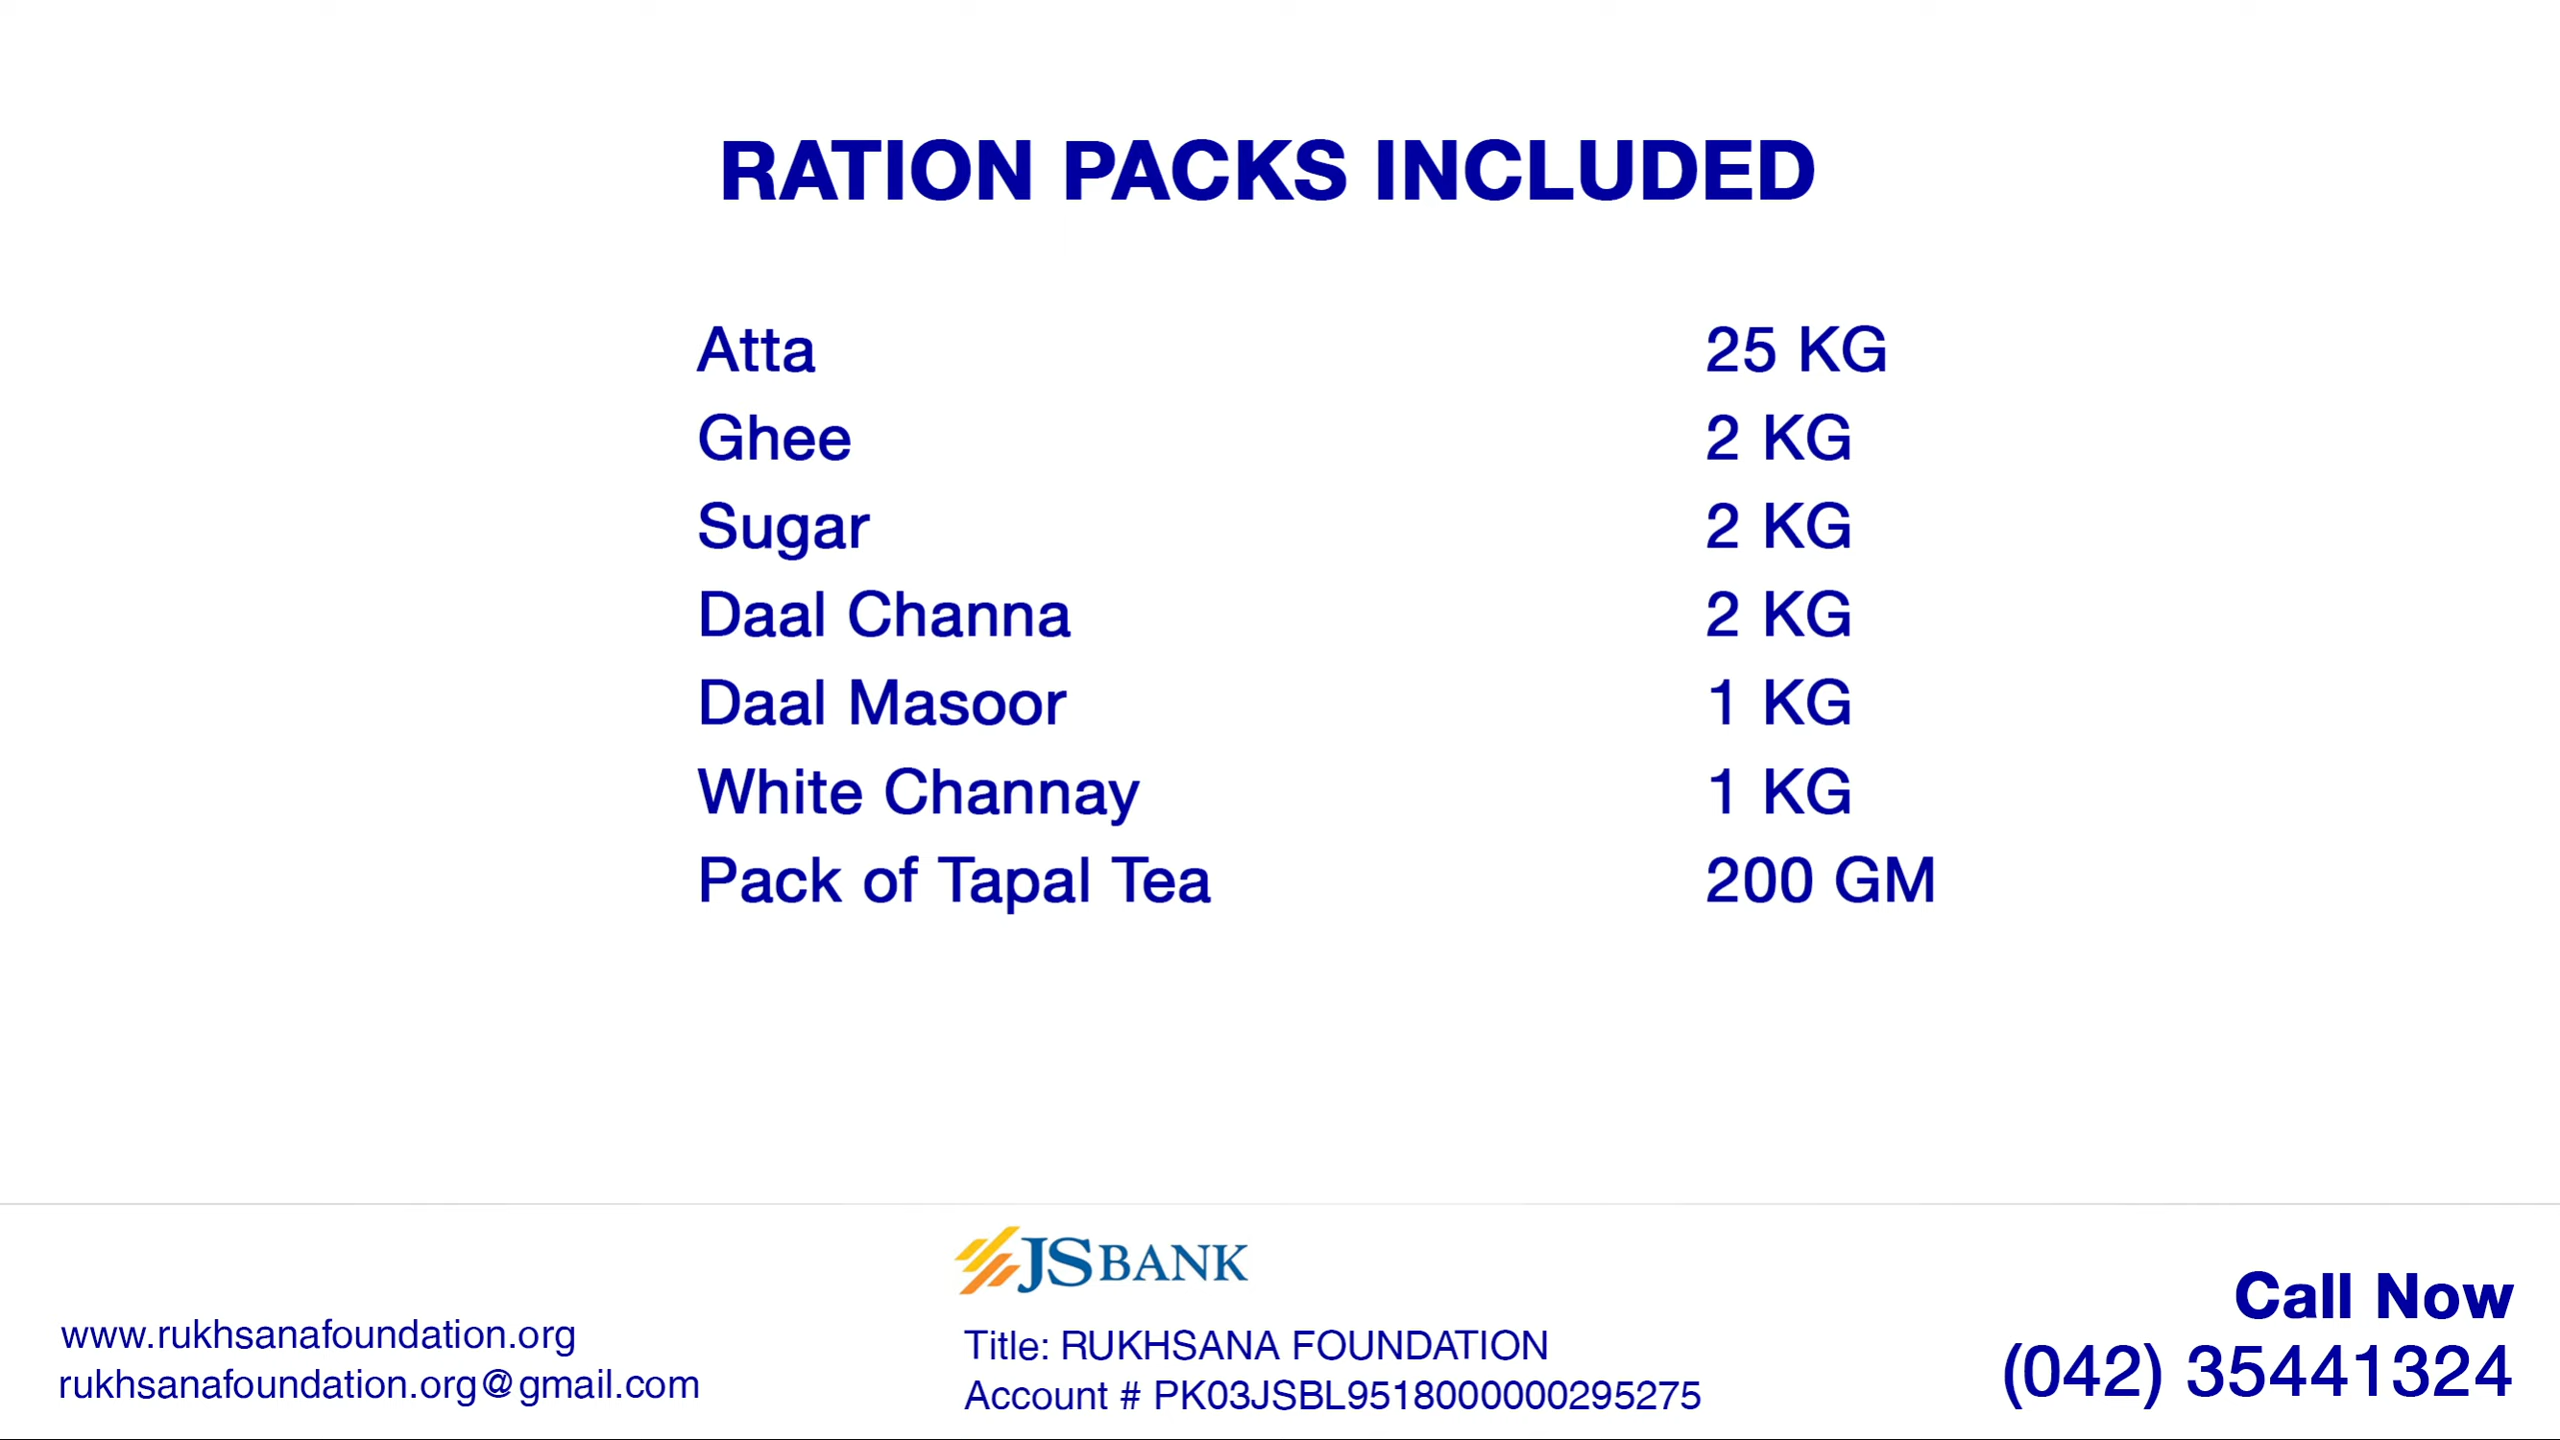 RATION PACKS INCLUDED
Atta 25 KG
Ghee 2 KG
Sugar 2 KG
Daal Channa 2 KG
Daal Masoor 1 KG
White Channay 1 KG
Pack of Tapal Tea 200 GM
www.rukhsanafoundation.org
rukhsanafoundation.org@gmail.com
JS BANK
Title: RUKHSANA FOUNDATION
Account # PK03JSBL9518000000295275
Call Now
(042) 35441324